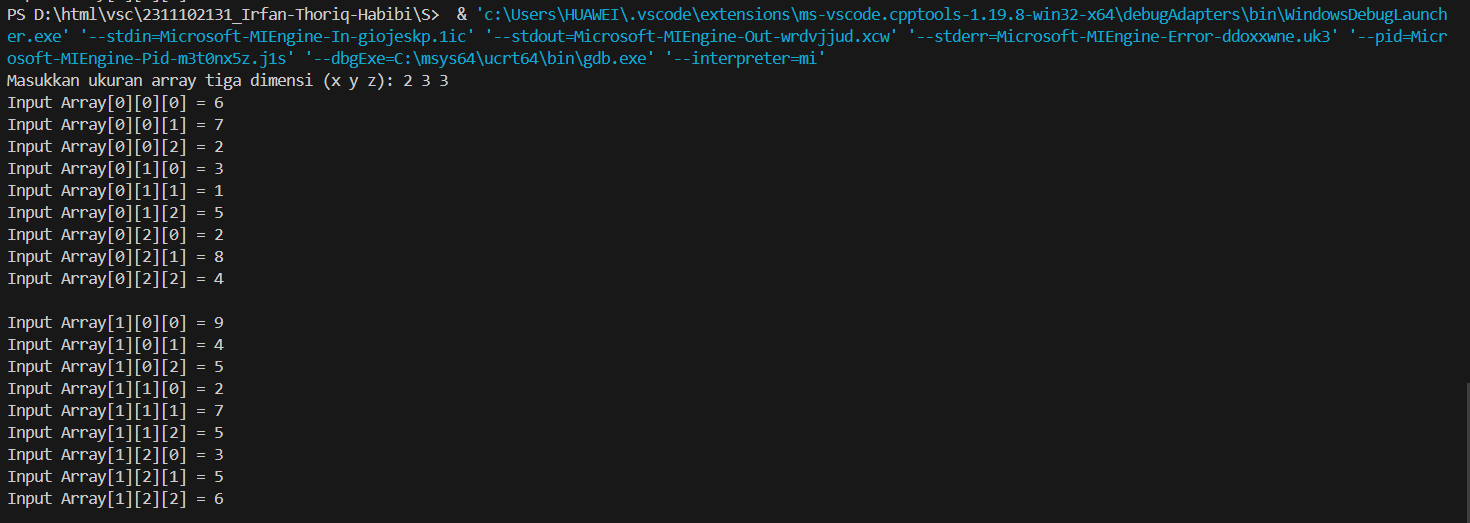 PS D:\html\vsc\2311102131_Irfan-Thoriq-Habibi\S>  & 'c:\Users\HUAWEI\.vscode\extensions\ms-vscode.cpptools-1.19.8-win32-x64\debugAdapters\bin\WindowsDebugLaunch
er.exe' '--stdin=Microsoft-MIEngine-In-giojeskp.1ic' '--stdout=Microsoft-MIEngine-Out-wrdvjjud.xcw' '--stderr=Microsoft-MIEngine-Error-ddoxxwne.uk3' '--pid=Micr
osoft-MIEngine-Pid-m3t0nx5z.j1s' '--dbgExe=C:\msys64\ucrt64\bin\gdb.exe' '--interpreter=mi'
Masukkan ukuran array tiga dimensi (x y z): 2 3 3
Input Array[0][0][0] = 6
Input Array[0][0][1] = 7
Input Array[0][0][2] = 2
Input Array[0][1][0] = 3
Input Array[0][1][1] = 1
Input Array[0][1][2] = 5
Input Array[0][2][0] = 2
Input Array[0][2][1] = 8
Input Array[0][2][2] = 4
Input Array[1][0][0] = 9
Input Array[1][0][1] = 4
Input Array[1][0][2] = 5
Input Array[1][1][0] = 2
Input Array[1][1][1] = 7
Input Array[1][1][2] = 5
Input Array[1][2][0] = 3
Input Array[1][2][1] = 5
Input Array[1][2][2] = 6